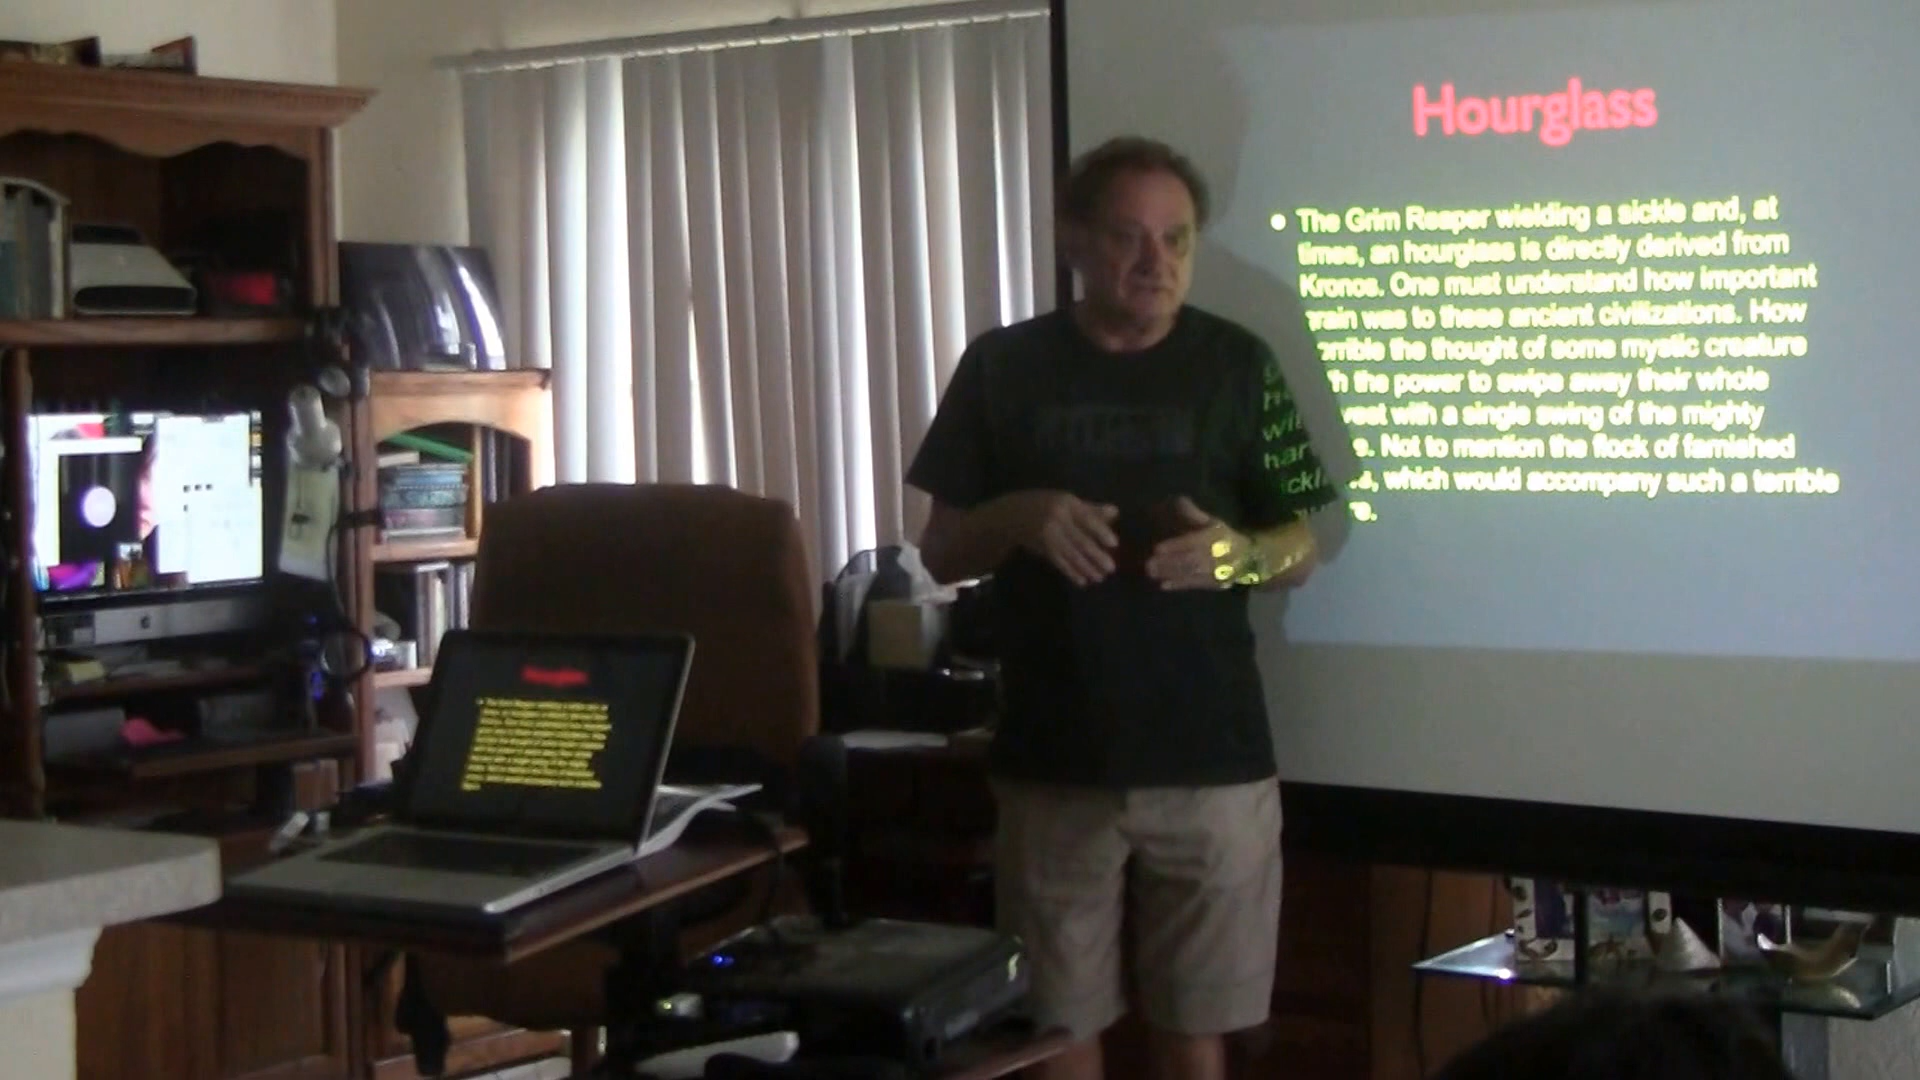 Hourglass
• The Grim Reaper wielding a sickle and, at
times, an hourglass is directly derived from
Kronos. One must understand how important
grain was to these ancient civilizations. How
the thought of some mystic creature
the power to swipe away their whole
with a single swing of the mighty
Not to mention the flock of famished
which would accompany such a terrible